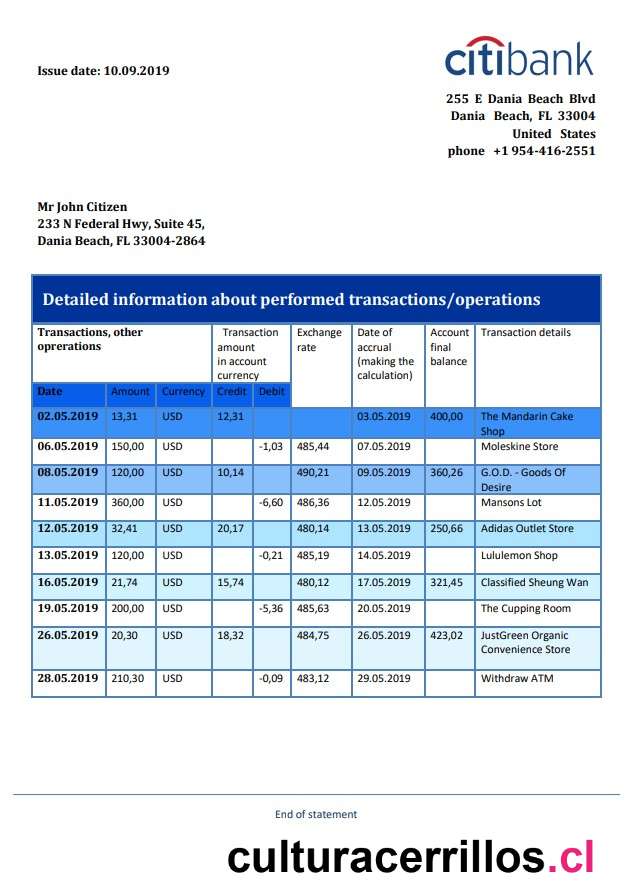 citibank
Issue date: 10.09.2019
255 E Dania Beach Blvd
Dania Beach, FL 33004
United States
phone +1 954-416-2551
Mr John Citizen
233 N Federal Hwy, Suite 45,
Dania Beach, FL 33004-2864
Detailed information about performed transactions/operations
Transactions, other oprerations Transaction amount in account currency Exchange rate Date of accrual (making the calculation) Account final balance Transaction details
Date Amount Currency Credit Debit
02.05.2019 13,31 USD 12,31 03.05.2019 400,00 The Mandarin Cake Shop
06.05.2019 150,00 USD -1,03 485,44 07.05.2019 Moleskine Store
08.05.2019 120,00 USD 10,14 490,21 09.05.2019 360,26 G.O.D. - Goods Of Desire
11.05.2019 360,00 USD -6,60 486,36 12.05.2019 Mansons Lot
12.05.2019 32,41 USD 20,17 480,14 13.05.2019 250,66 Adidas Outlet Store
13.05.2019 120,00 USD -0,21 485,19 14.05.2019 Lululemon Shop
16.05.2019 21,74 USD 15,74 480,12 17.05.2019 321,45 Classified Sheung Wan
19.05.2019 200,00 USD -5,36 485,63 20.05.2019 The Cupping Room
26.05.2019 20,30 USD 18,32 484,75 26.05.2019 423,02 JustGreen Organic Convenience Store
28.05.2019 210,30 USD -0,09 483,12 29.05.2019 Withdraw ATM
End of statement
culturacerrillos.cl